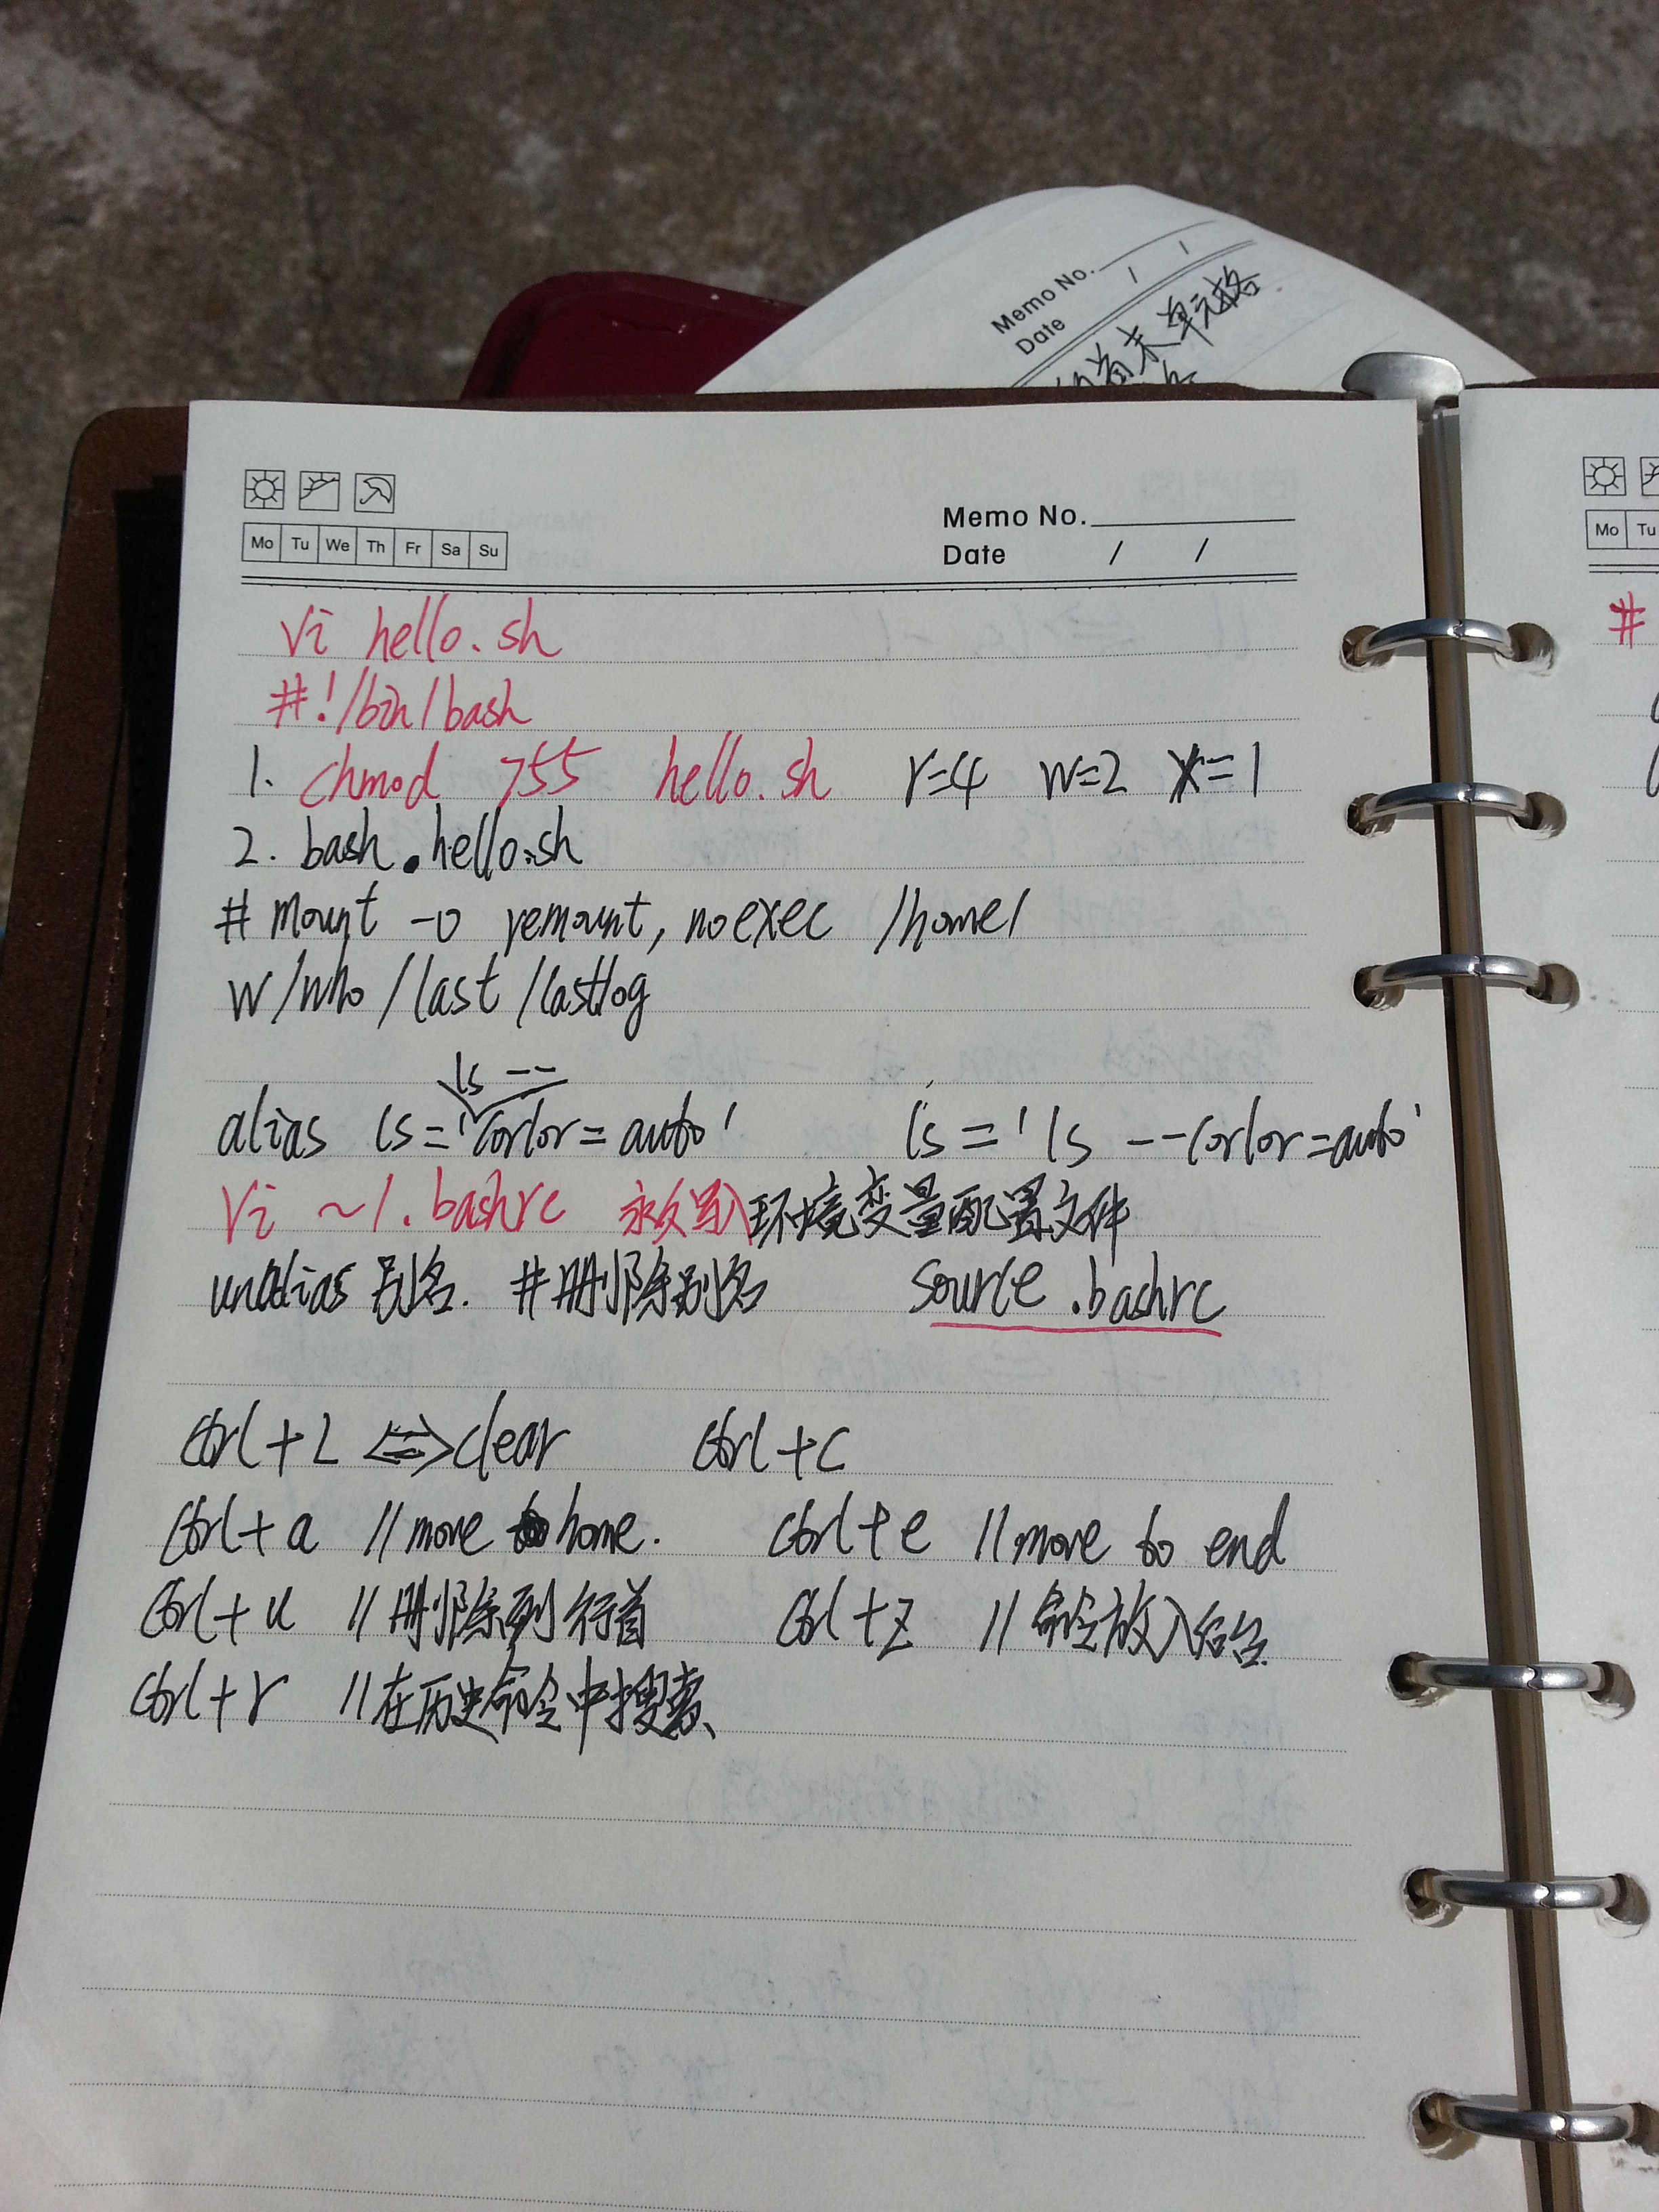 Memo No.
Date / /
首末单元格
Mo Tu We Th Fr Sa Su
Memo No.
Date / /
Mo Tu
#
vi hello.sh
#!/bin/bash
1. chmod 755 hello.sh r=4 w=2 x=1
2. bash hello.sh
# mount -o remount, noexec /home/
w/who/last/lastlog
ls --
alias ls='corlor=auto' ls='ls --corlor=auto'
vi ~/.bashrc 永久写入环境变量配置文件
unalias 别名. #删除别名 source .bashrc
ctrl+L <=> clear ctrl+c
ctrl+a //move to home. ctrl+e //move to end
ctrl+u //删除到行首 ctrl+z //命令放入后台
ctrl+r //在历史命令中搜索